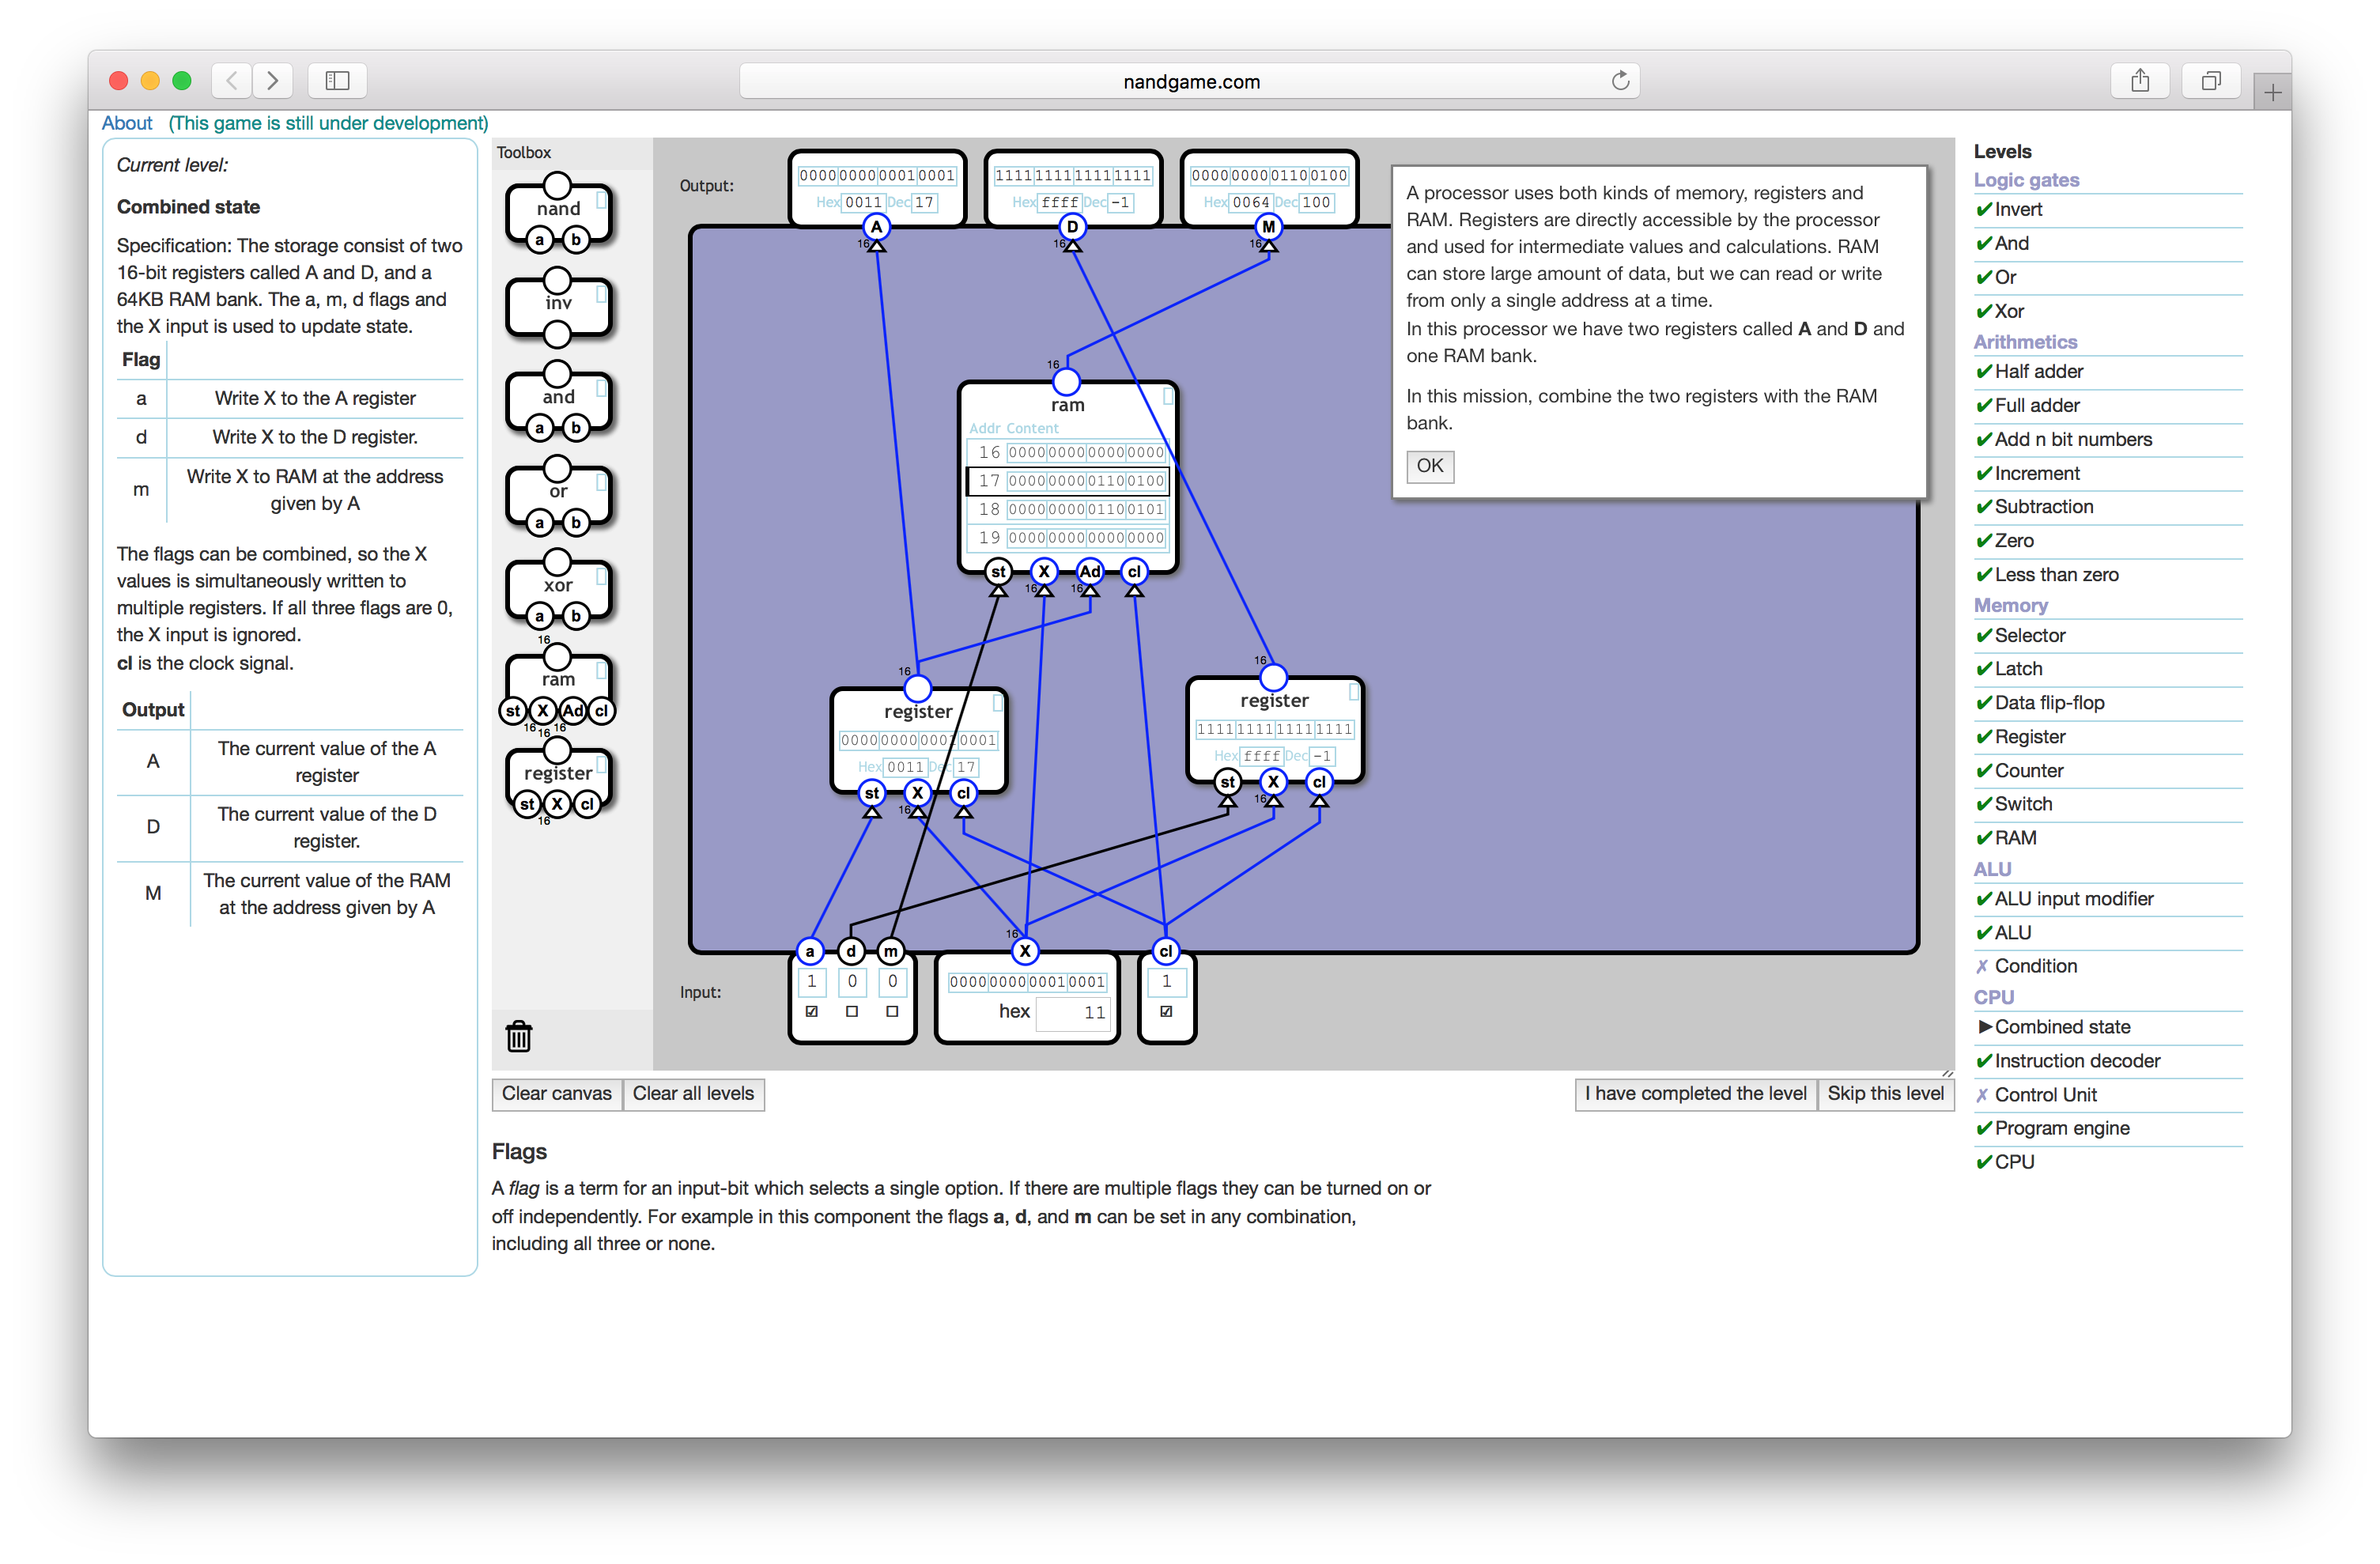 nandgame.com
About (This game is still under development)
Current level:
Combined state
Specification: The storage consist of two
16-bit registers called A and D, and a
64KB RAM bank. The a, m, d flags and
the X input is used to update state.
Flag
a Write X to the A register
d Write X to the D register.
m Write X to RAM at the address
given by A
The flags can be combined, so the X
values is simultaneously written to
multiple registers. If all three flags are 0,
the X input is ignored.
cl is the clock signal.
Output
A The current value of the A
register
D The current value of the D
register.
M The current value of the RAM
at the address given by A
Toolbox
nand
a b
inv
and
a b
or
a b
xor
a b
16
ram
st X Ad cl
16 16
16
register
st X cl
16
Output:
0000 0000 0001 0001
Hex 0011 Dec 17
A
16
1111 1111 1111 1111
Hex ffff Dec -1
D
16
0000 0000 0110 0100
Hex 0064 Dec 100
M
16
A processor uses both kinds of memory, registers and
RAM. Registers are directly accessible by the processor
and used for intermediate values and calculations. RAM
can store large amount of data, but we can read or write
from only a single address at a time.
In this processor we have two registers called A and D and
one RAM bank.
In this mission, combine the two registers with the RAM
bank.
OK
16
ram
Addr Content
16 0000 0000 0000 0000
17 0000 0000 0110 0100
18 0000 0000 0110 0101
19 0000 0000 0000 0000
st X Ad cl
16 16
16
register
0000 0000 0001 0001
Hex 0011 Dec 17
st X cl
16
16
register
1111 1111 1111 1111
Hex ffff Dec -1
st X cl
16
Input:
a d m
1 0 0
16
X
0000 0000 0001 0001
hex 11
cl
1
Clear canvas Clear all levels
I have completed the level Skip this level
Flags
A flag is a term for an input-bit which selects a single option. If there are multiple flags they can be turned on or
off independently. For example in this component the flags a, d, and m can be set in any combination,
including all three or none.
Levels
Logic gates
✔Invert
✔And
✔Or
✔Xor
Arithmetics
✔Half adder
✔Full adder
✔Add n bit numbers
✔Increment
✔Subtraction
✔Zero
✔Less than zero
Memory
✔Selector
✔Latch
✔Data flip-flop
✔Register
✔Counter
✔Switch
✔RAM
ALU
✔ALU input modifier
✔ALU
✗ Condition
CPU
▶Combined state
✔Instruction decoder
✗ Control Unit
✔Program engine
✔CPU